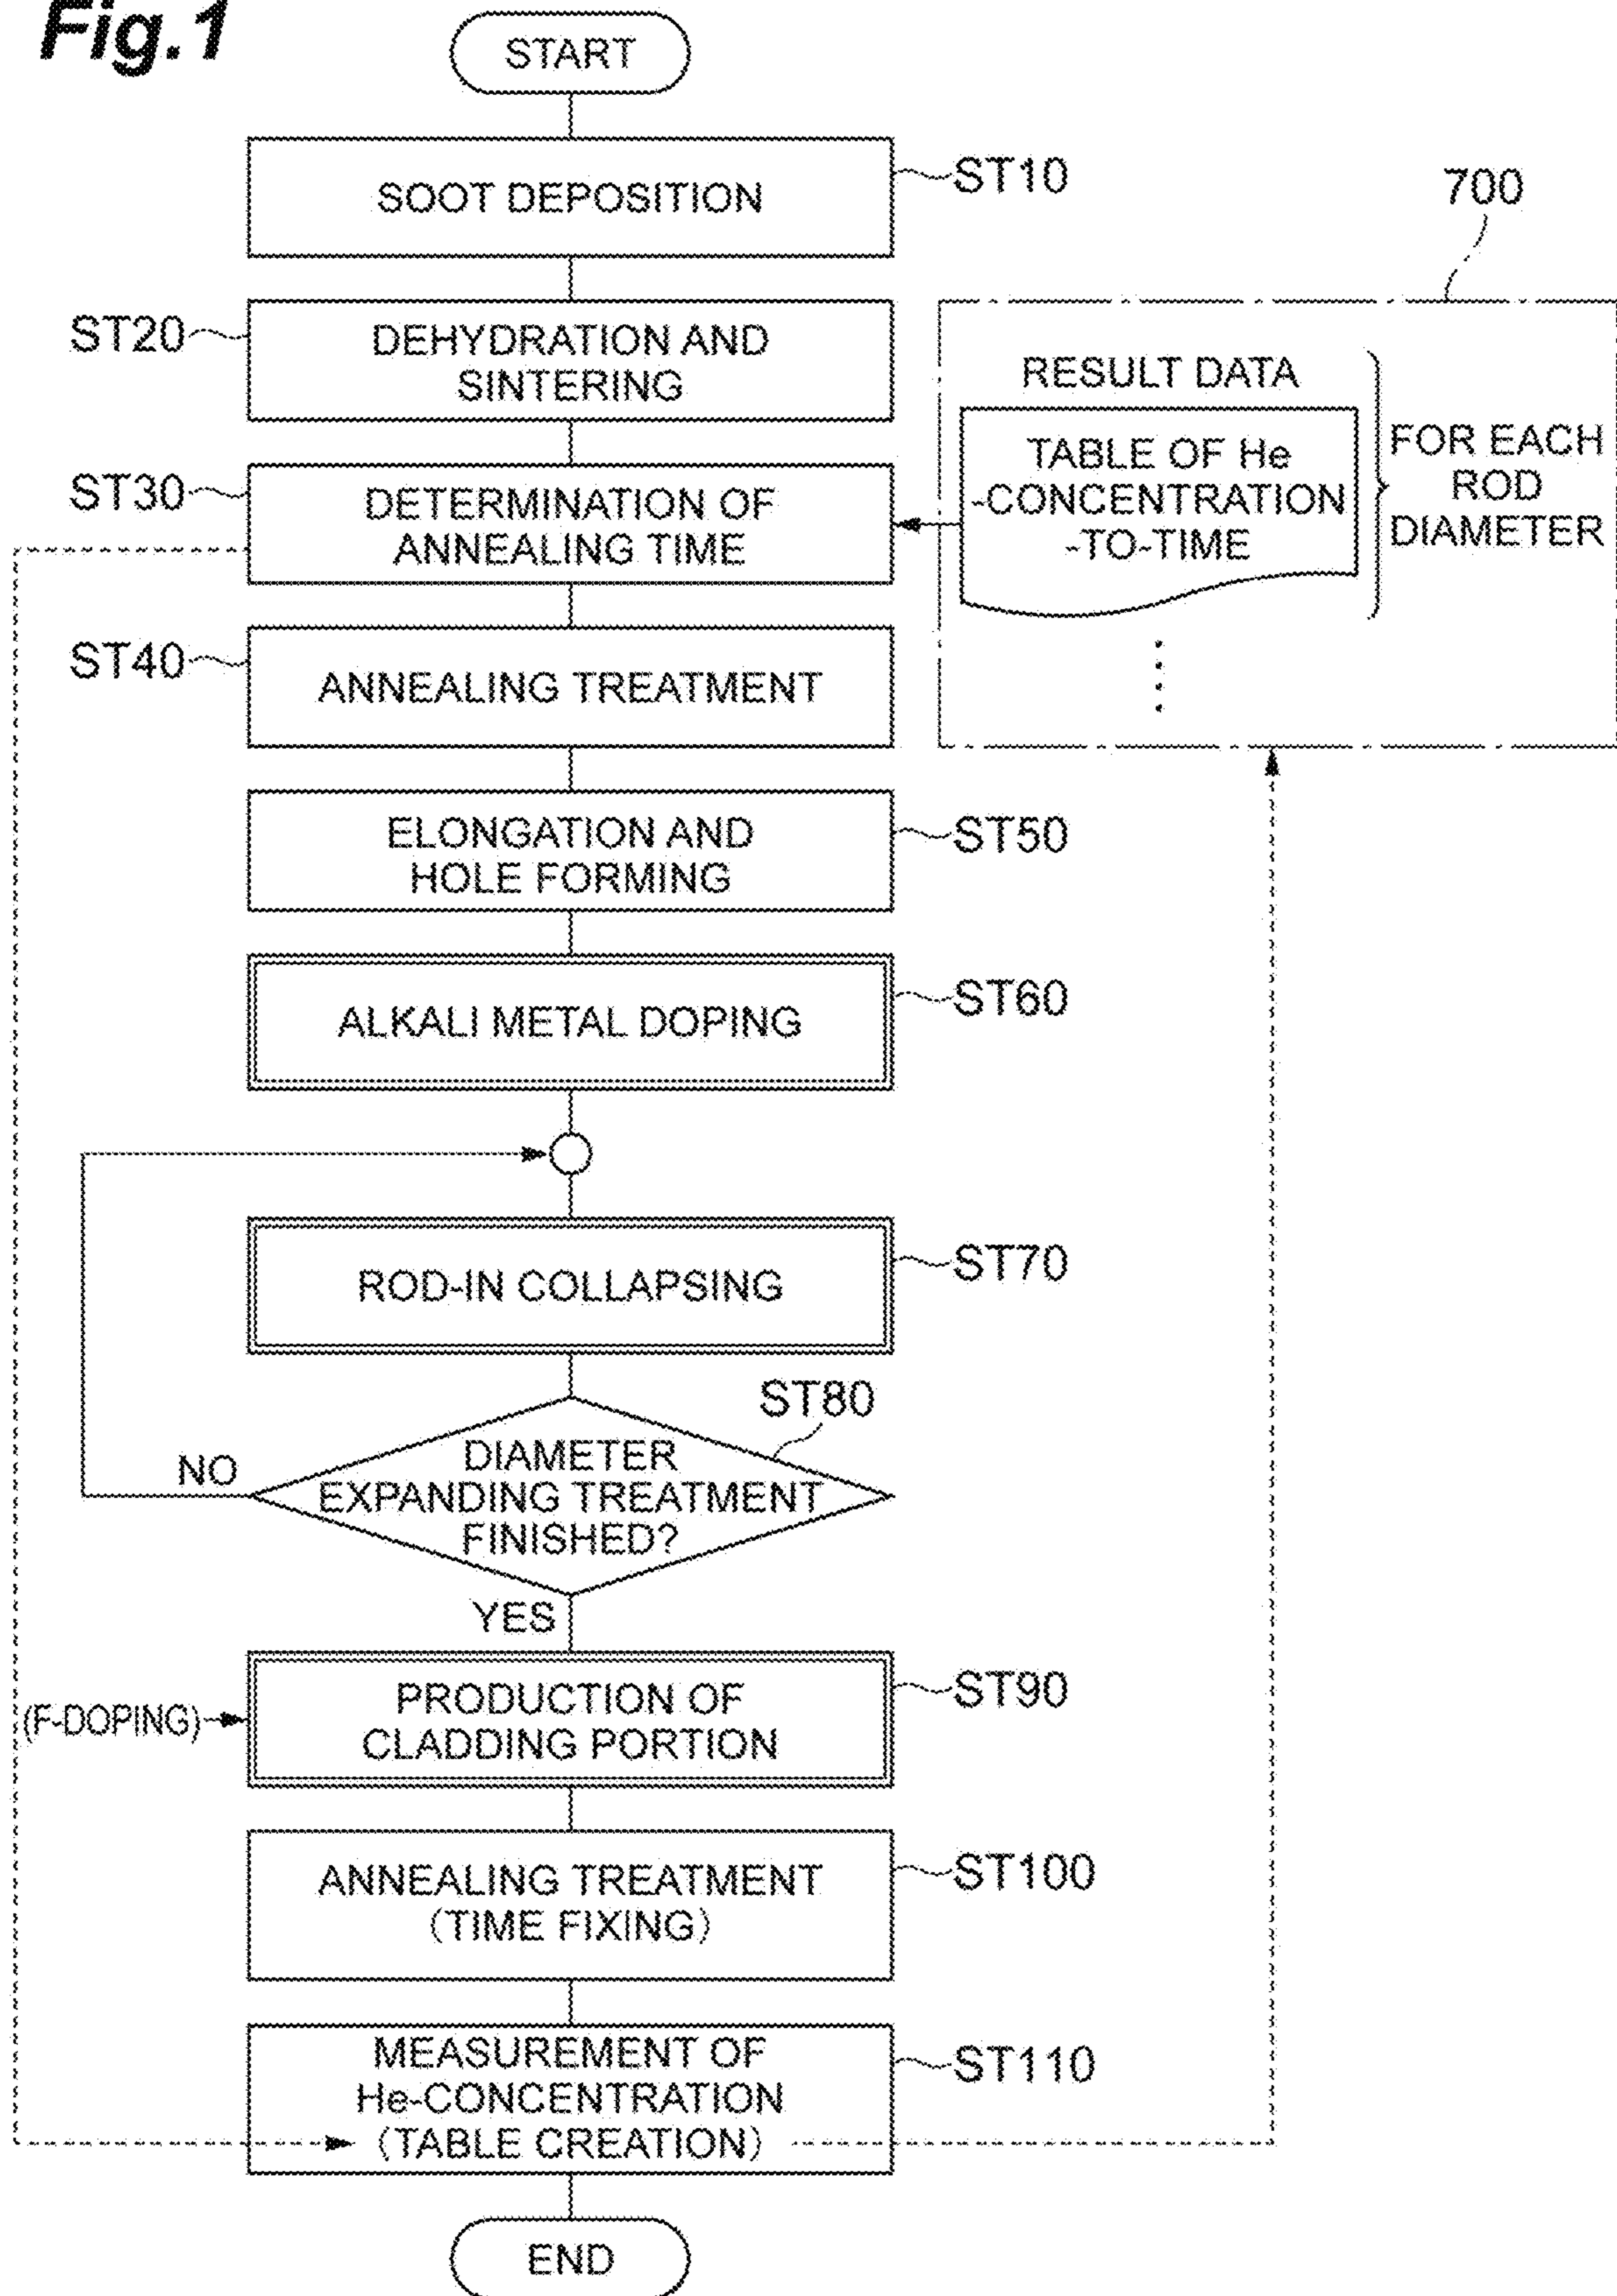 Fig.1
START
SOOT DEPOSITION
ST10
700
ST20
DEHYDRATION AND
SINTERING
RESULT DATA
TABLE OF He
-CONCENTRATION
-TO-TIME
FOR EACH
ROD
DIAMETER
ST30
DETERMINATION OF
ANNEALING TIME
ST40
ANNEALING TREATMENT
ELONGATION AND
HOLE FORMING
ST50
ALKALI METAL DOPING
ST60
ROD-IN COLLAPSING
ST70
ST80
DIAMETER
EXPANDING TREATMENT
FINISHED?
NO
YES
(F-DOPING)
PRODUCTION OF
CLADDING PORTION
ST90
ANNEALING TREATMENT
(TIME FIXING)
ST100
MEASUREMENT OF
He-CONCENTRATION
(TABLE CREATION)
ST110
END